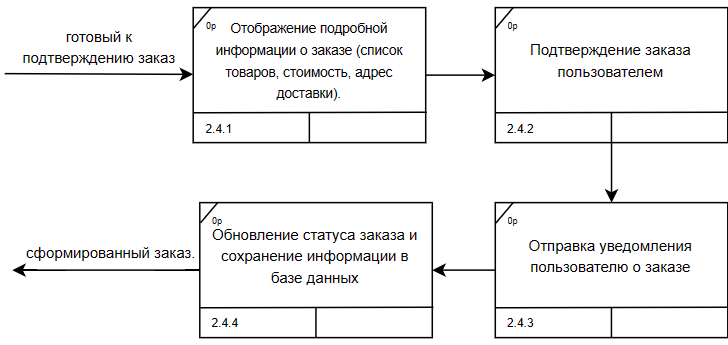 готовый к
подтверждению заказ
0р
Отображение подробной
информации о заказе (список
товаров, стоимость, адрес
доставки).
2.4.1
0р
Подтверждение заказа
пользователем
2.4.2
0р
Отправка уведомления
пользователю о заказе
2.4.3
0р
Обновление статуса заказа и
сохранение информации в
базе данных
2.4.4
сформированный заказ.